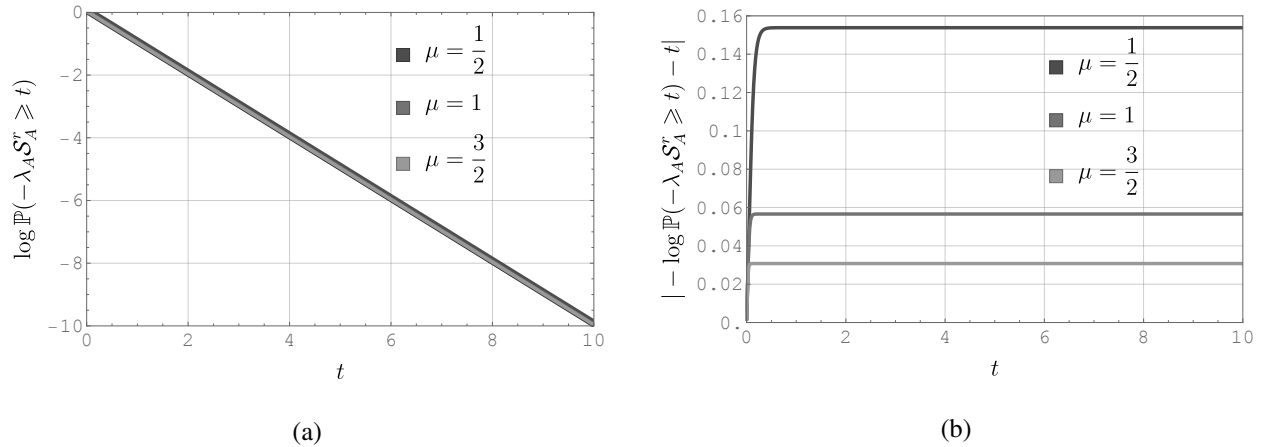 log ℙ(−λ_A 𝒮_A^r ⩾ t)
0
-2
-4
-6
-8
-10
0 2 4 6 8 10
t
μ = 1/2
μ = 1
μ = 3/2
(a)
| − log ℙ(−λ_A 𝒮_A^r ⩾ t) − t|
0.16
0.14
0.12
0.1
0.08
0.06
0.04
0.02
0.
0 2 4 6 8 10
t
μ = 1/2
μ = 1
μ = 3/2
(b)